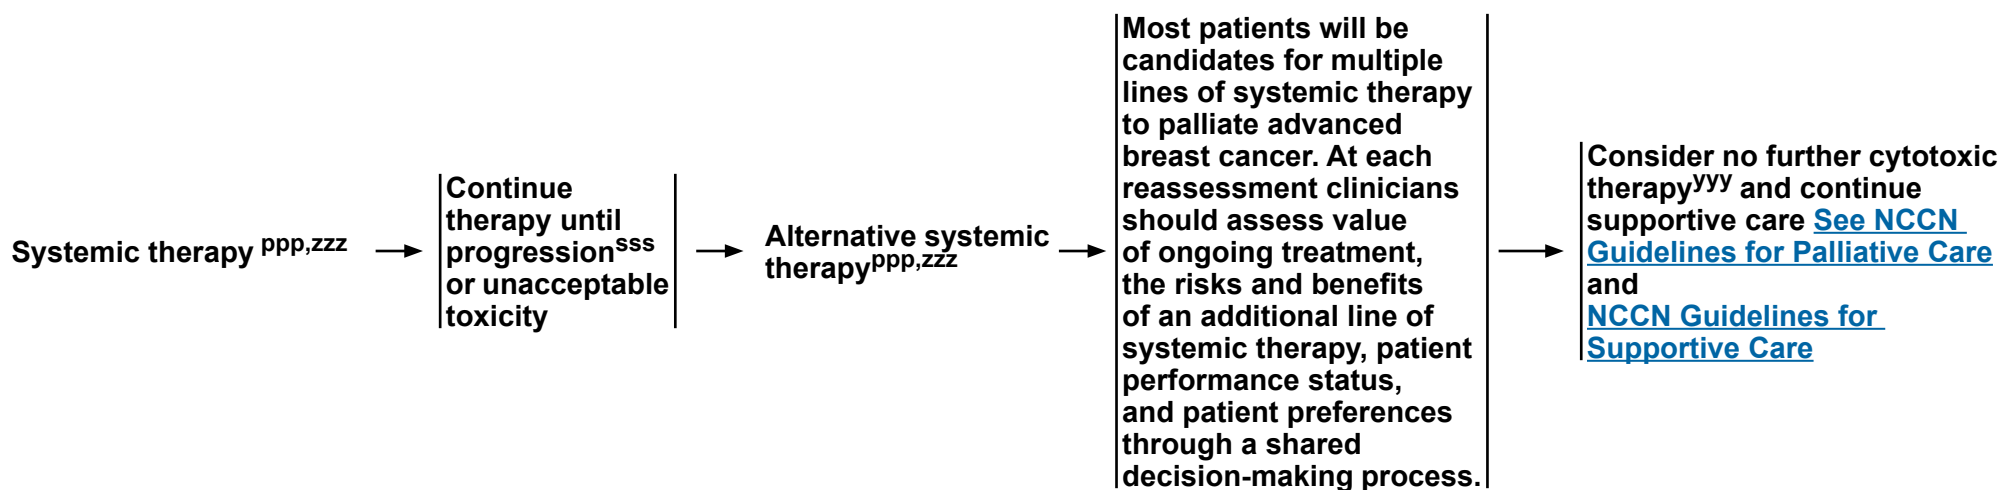 Systemic therapy ppp,zzz
Continue
therapy until
progressionsss
or unacceptable
toxicity
Alternative systemic
therapyppp,zzz
Most patients will be
candidates for multiple
lines of systemic therapy
to palliate advanced
breast cancer. At each
reassessment clinicians
should assess value
of ongoing treatment,
the risks and benefits
of an additional line of
systemic therapy, patient
performance status,
and patient preferences
through a shared
decision-making process.
Consider no further cytotoxic
therapyyyy and continue
supportive care See NCCN
Guidelines for Palliative Care
and
NCCN Guidelines for
Supportive Care